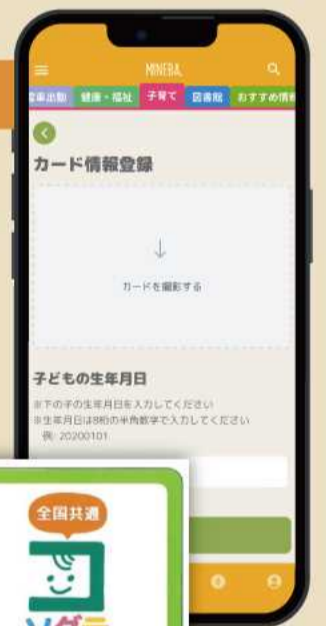 MINEBA.
車出動
健康・福祉
子育て
図書館
おすすめ情報
カード情報登録
↓
カードを撮影する
子どもの生年月日
※下の子の生年月日を入力してください
※生年月日は8桁の半角数字で入力してください
例: 20200101
全国共通